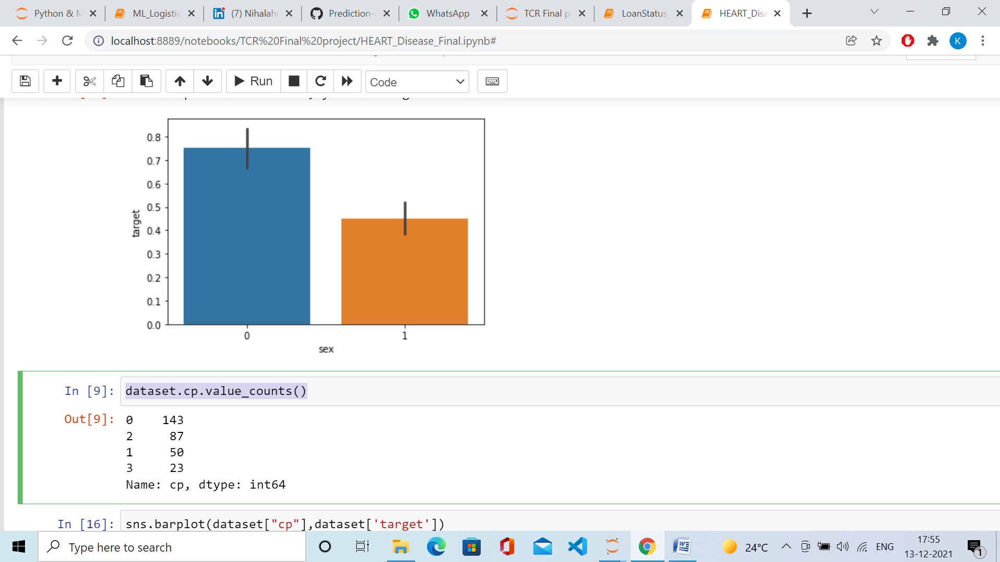 Python & M
ML_Logistic
(7) Nihalahr
Prediction-
WhatsApp
TCR Final pr
LoanStatus_
HEART_Dise
localhost:8889/notebooks/TCR%20Final%20project/HEART_Disease_Final.ipynb#
K
Run
Code
0.8
0.7
0.6
0.5
0.4
0.3
0.2
0.1
0.0
target
0 1
sex
In [9]: dataset.cp.value_counts()
Out[9]: 0 143
2 87
1 50
3 23
Name: cp, dtype: int64
In [16]: sns.barplot(dataset["cp"],dataset['target'])
Type here to search
24°C
ENG
17:55
13-12-2021
1